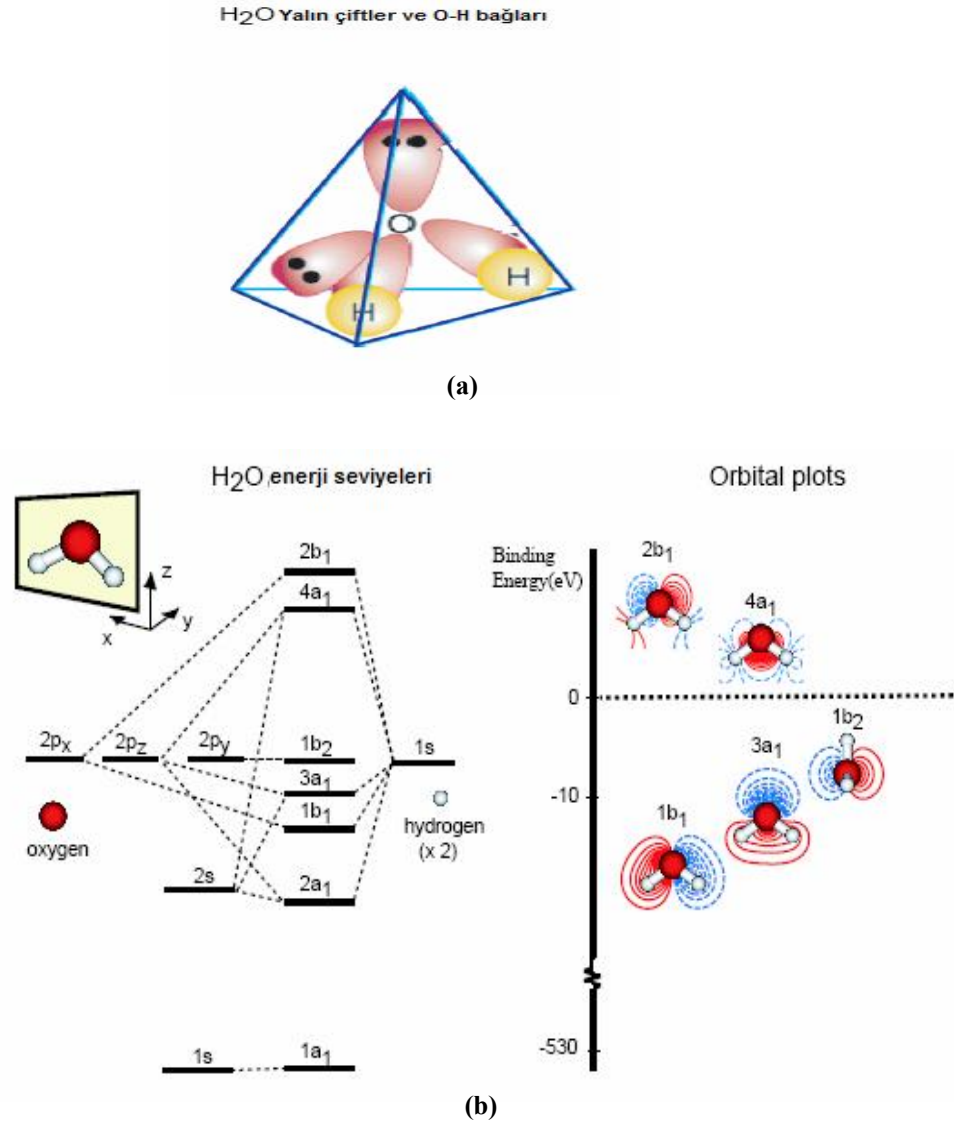 H2O Yalın çiftler ve O-H bağları
O
H
H
(a)
H2O enerji seviyeleri
Orbital plots
z
x
y
2b1
4a1
2px
2pz
2py
1b2
3a1
1b1
1s
oxygen
hydrogen
(x 2)
2s
2a1
1s
1a1
Binding
Energy(eV)
2b1
4a1
0
1b2
3a1
-10
1b1
-530
(b)